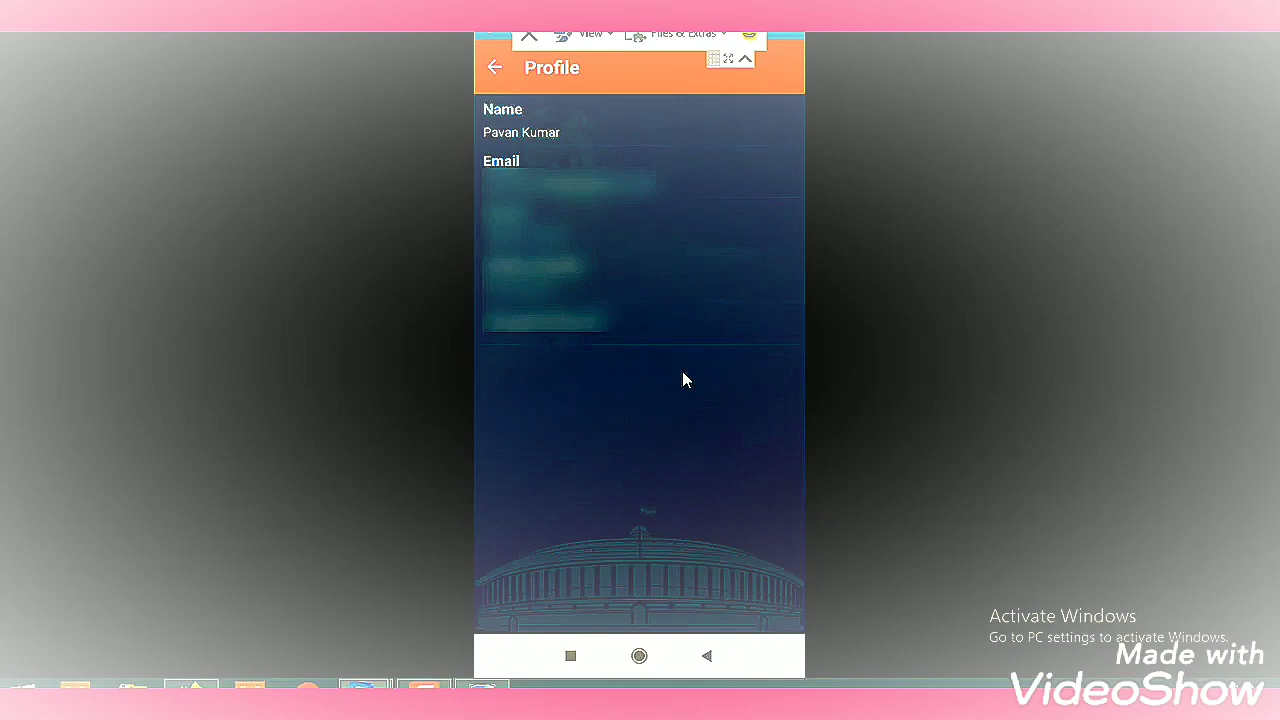 View
Files & Extras
Profile
Name
Pavan Kumar
Email
Activate Windows
Go to PC settings to activate Windows.
Made with
VideoShow